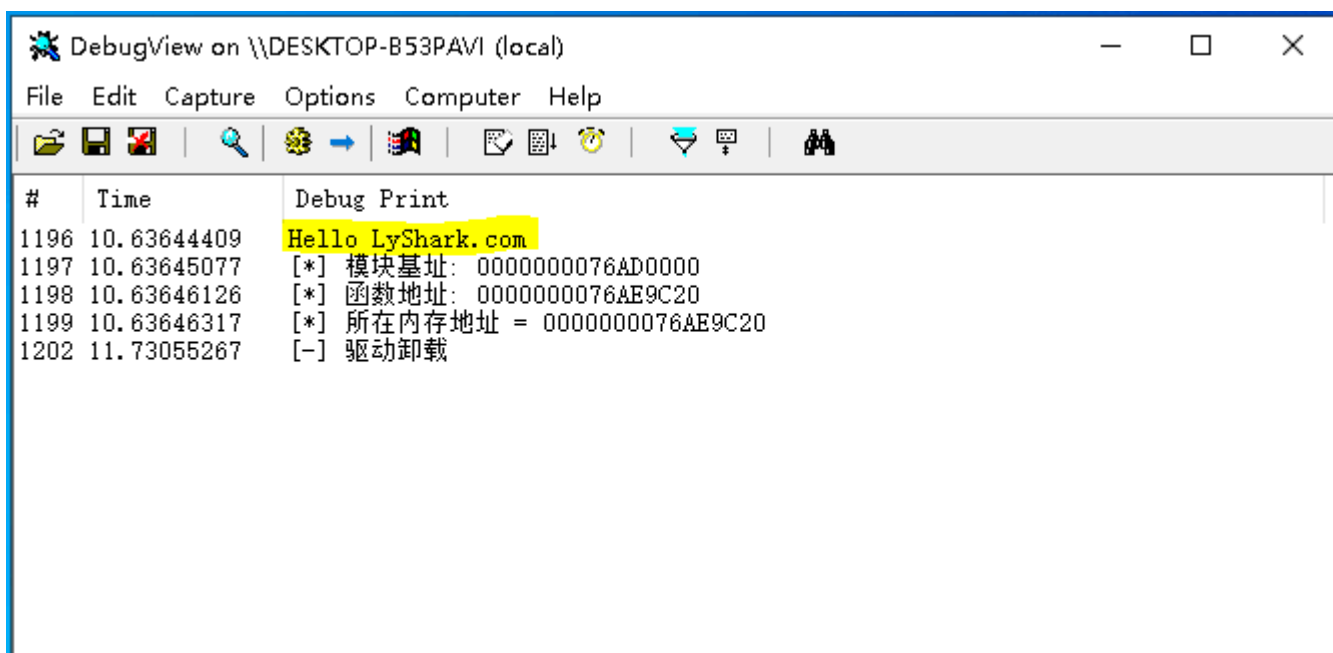 DebugView on \\DESKTOP-B53PAVI (local)
File Edit Capture Options Computer Help
# Time Debug Print
1196 10.63644409 Hello LyShark.com
1197 10.63645077 [*] 模块基址: 0000000076AD0000
1198 10.63646126 [*] 函数地址: 0000000076AE9C20
1199 10.63646317 [*] 所在内存地址 = 0000000076AE9C20
1202 11.73055267 [-] 驱动卸载